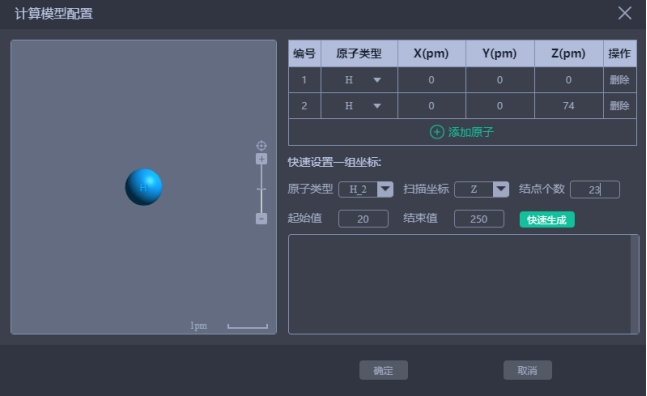 计算模型配置
编号 原子类型 X(pm) Y(pm) Z(pm) 操作
1 H 0 0 0 删除
2 H 0 0 74 删除
添加原子
快速设置一组坐标:
原子类型 H_2 扫描坐标 Z 结点个数 23
起始值 20 结束值 250 快速生成
H
1pm
确定 取消